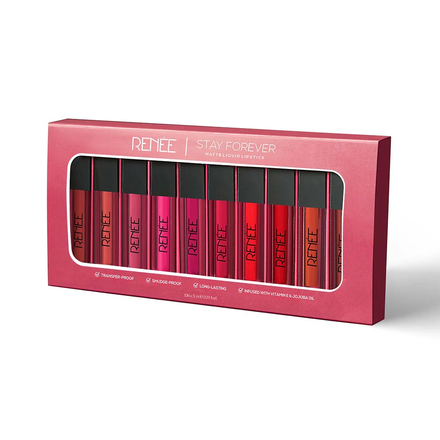 RENEE | STAY FOREVER
MATTE LIQUID LIPSTICK
RENEE
RENEE
RENEE
RENEE
RENEE
RENEE
RENEE
RENEE
RENEE
RENEE
TRANSFER-PROOF
SMUDGE-PROOF
LONG-LASTING
INFUSED WITH VITAMIN E & JOJOBA OIL